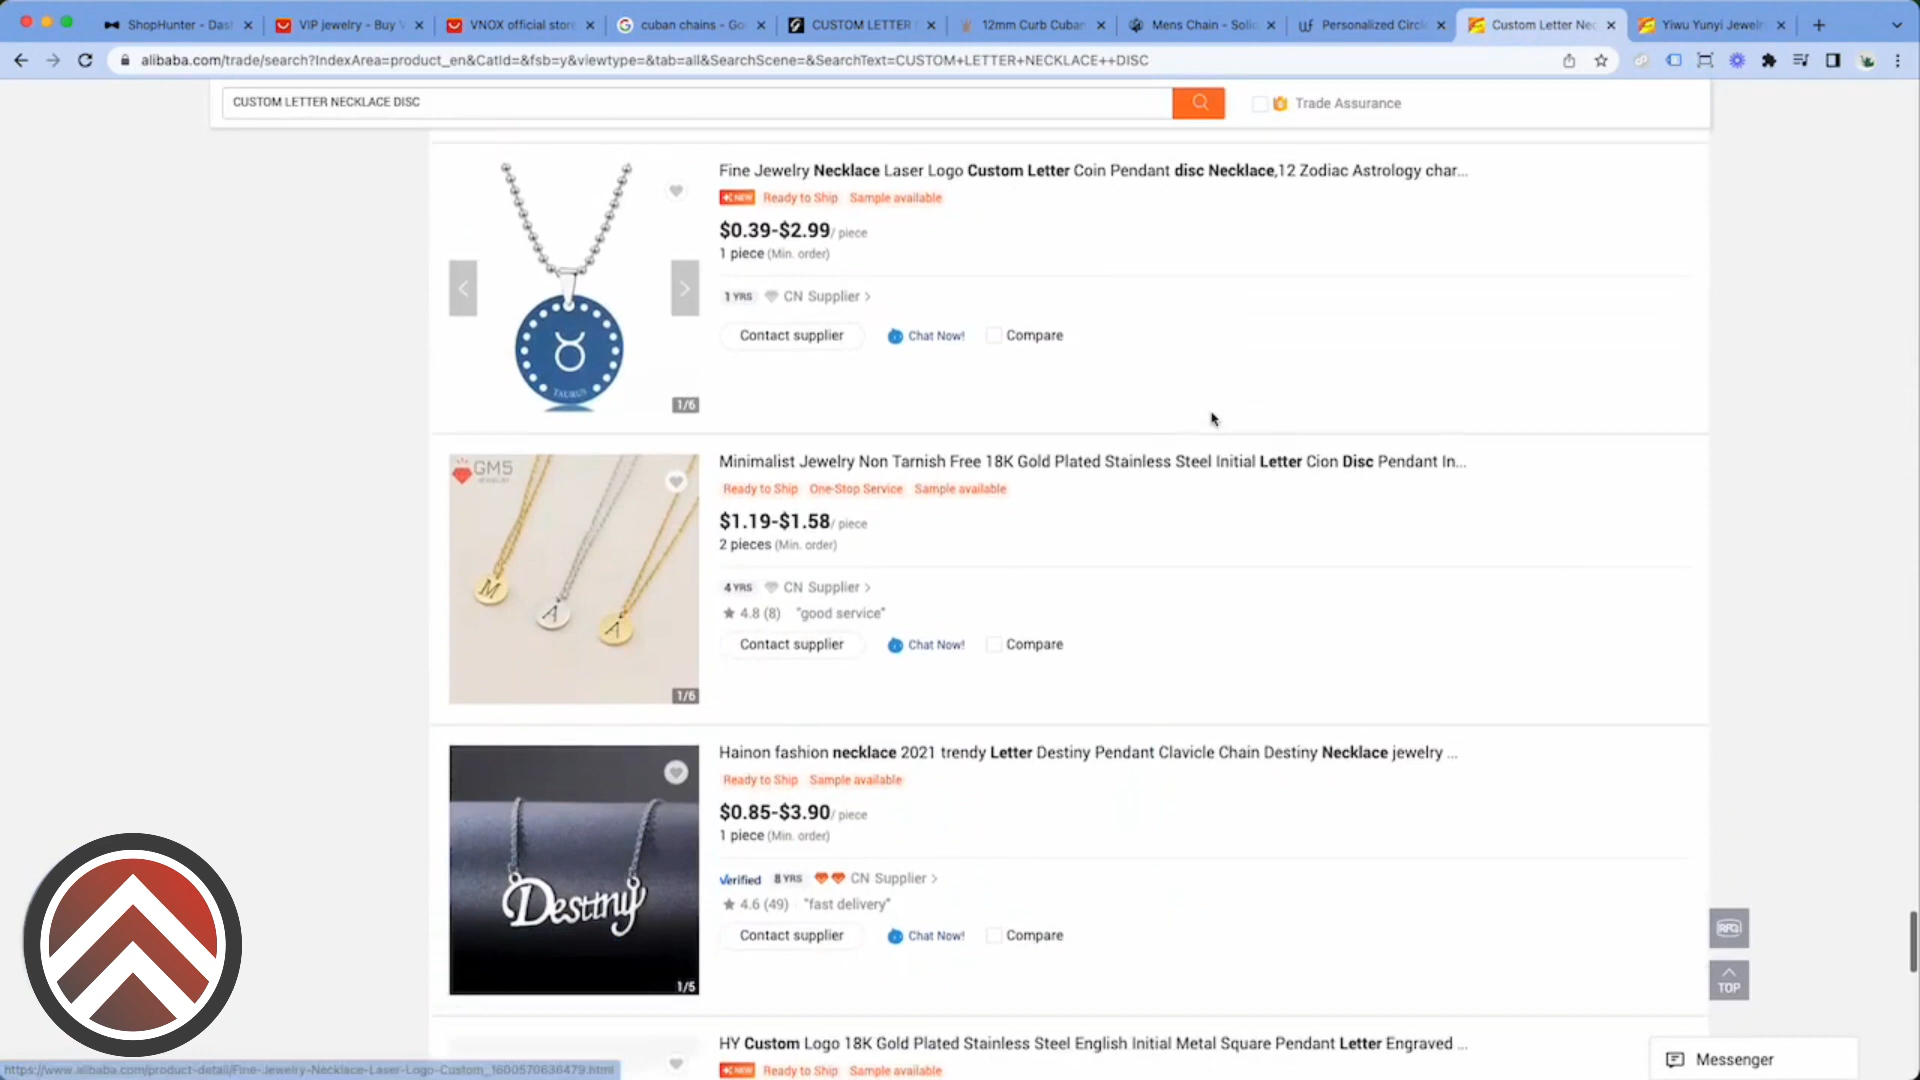 ShopHunter - Das
VIP jewelry - Buy V
VNOX official store
cuban chains - Go
CUSTOM LETTER
12mm Curb Cuban
Mens Chain - Solid
Personalized Circl
Custom Letter Nec
Yiwu Yunyi Jewelr
alibaba.com/trade/search?IndexArea=product_en&CatId=&fsb=y&viewtype=&tab=all&SearchScene=&SearchText=CUSTOM+LETTER+NECKLACE++DISC
CUSTOM LETTER NECKLACE DISC
Trade Assurance
Fine Jewelry Necklace Laser Logo Custom Letter Coin Pendant disc Necklace,12 Zodiac Astrology char...
NEW Ready to Ship Sample available
$0.39-$2.99/ piece
1 piece (Min. order)
1 YRS CN Supplier >
Contact supplier Chat Now! Compare
TAURUS
1/6
GMS
JEWELRY
Minimalist Jewelry Non Tarnish Free 18K Gold Plated Stainless Steel Initial Letter Cion Disc Pendant In...
Ready to Ship One-Stop Service Sample available
$1.19-$1.58/ piece
2 pieces (Min. order)
4 YRS CN Supplier >
4.8 (8) "good service"
Contact supplier Chat Now! Compare
M
A
A
1/6
Hainon fashion necklace 2021 trendy Letter Destiny Pendant Clavicle Chain Destiny Necklace jewelry ...
Ready to Ship Sample available
$0.85-$3.90/ piece
1 piece (Min. order)
Verified 8 YRS CN Supplier >
4.6 (49) "fast delivery"
Contact supplier Chat Now! Compare
Destiny
1/5
RFQ
TOP
HY Custom Logo 18K Gold Plated Stainless Steel English Initial Metal Square Pendant Letter Engraved ...
NEW Ready to Ship Sample available
Messenger
https://www.alibaba.com/product-detail/Fine-Jewelry-Necklace-Laser-Logo-Custom_1600570636479.html